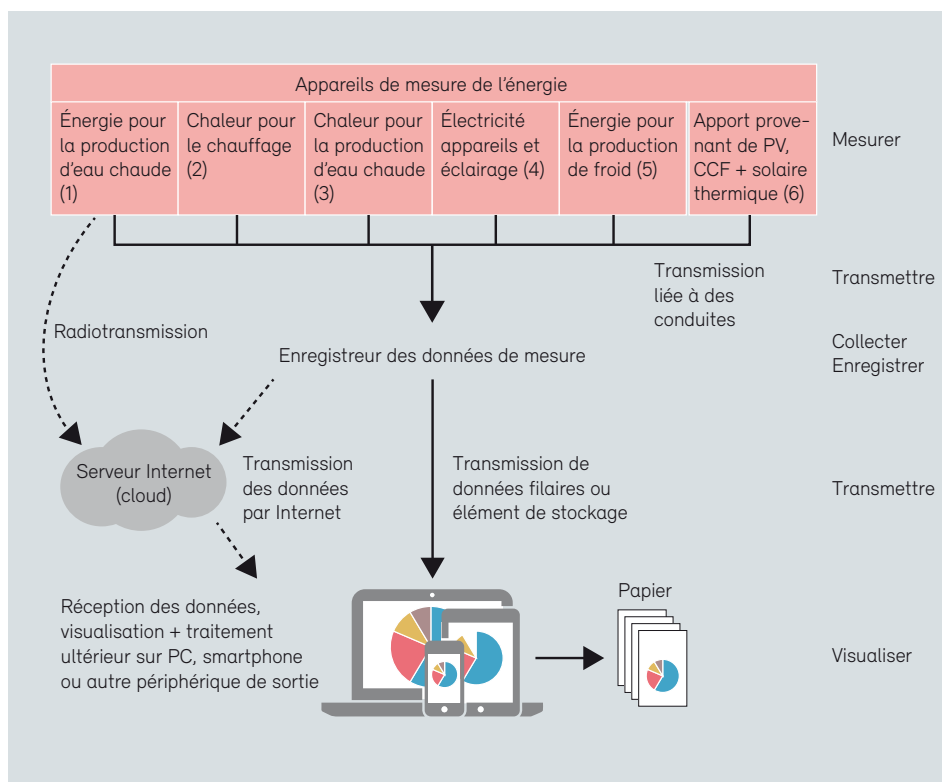 Appareils de mesure de l'énergie
Énergie pour
la production
d'eau chaude
(1)
Chaleur pour
le chauffage
(2)
Chaleur pour
la production
d'eau chaude
(3)
Électricité
appareils et
éclairage (4)
Énergie pour
la production
de froid (5)
Apport prove-
nant de PV,
CCF + solaire
thermique (6)
Mesurer
Transmission
liée à des
conduites
Transmettre
Radiotransmission
Enregistreur des données de mesure
Collecter
Enregistrer
Serveur Internet
(cloud)
Transmission
des données
par Internet
Transmission de
données filaires ou
élément de stockage
Transmettre
Réception des données,
visualisation + traitement
ultérieur sur PC, smartphone
ou autre périphérique de sortie
Papier
Visualiser